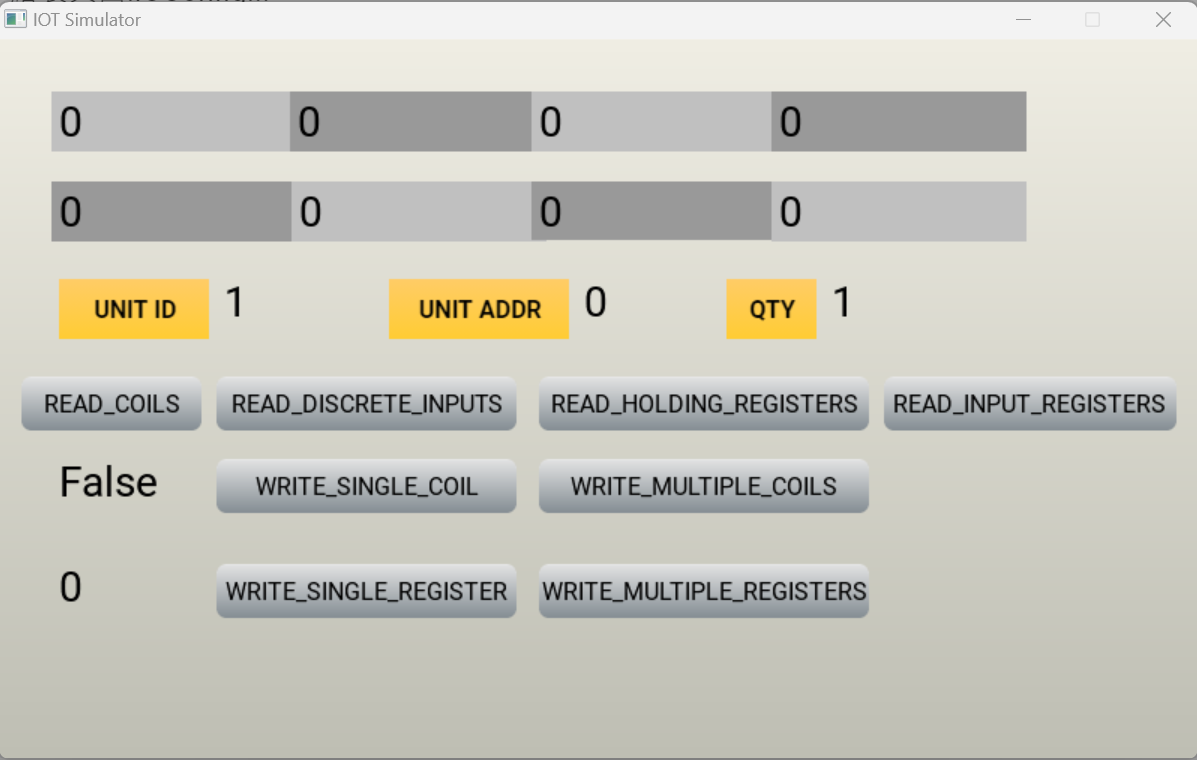 IOT Simulator
0 0 0 0
0 0 0 0
UNIT ID 1 UNIT ADDR 0 QTY 1
READ_COILS READ_DISCRETE_INPUTS READ_HOLDING_REGISTERS READ_INPUT_REGISTERS
False WRITE_SINGLE_COIL WRITE_MULTIPLE_COILS
0 WRITE_SINGLE_REGISTER WRITE_MULTIPLE_REGISTERS